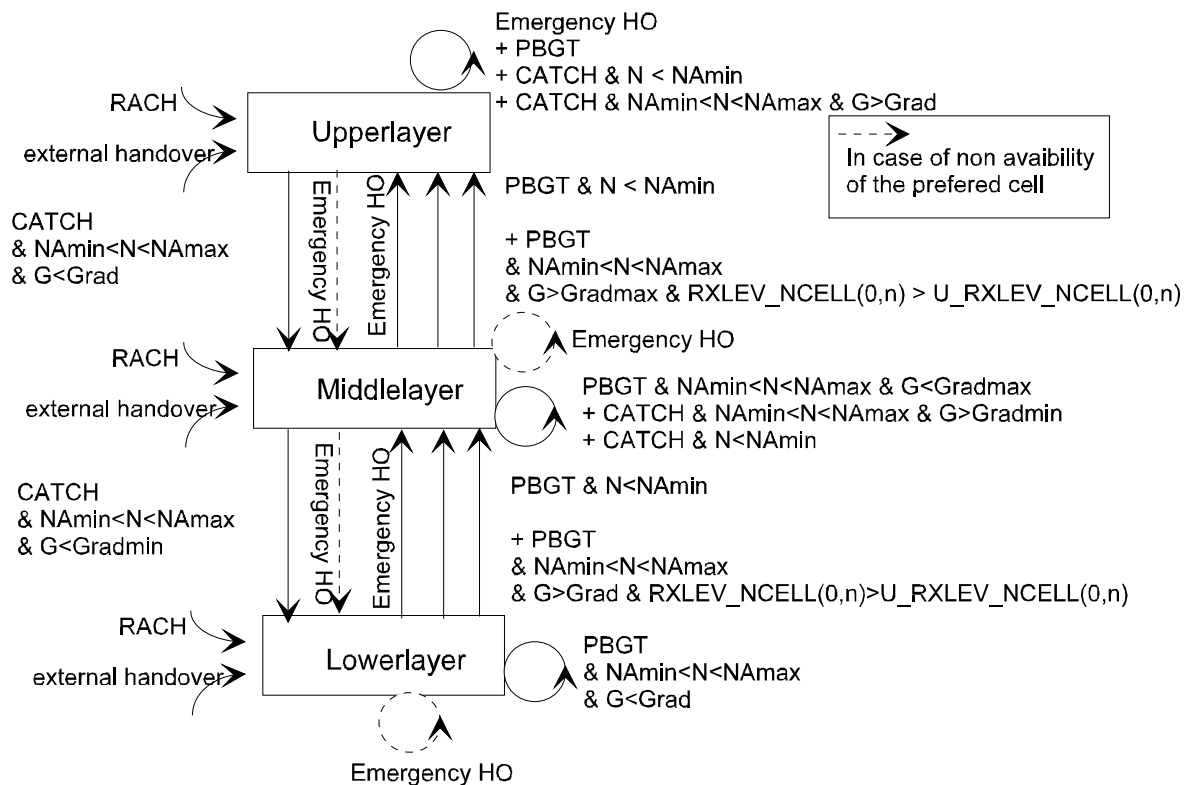 Emergency HO
+ PBGT
+ CATCH & N < NAmin
+ CATCH & NAmin<N<NAmax & G>Grad
RACH
external handover
Upperlayer
In case of non avaibility
of the prefered cell
CATCH
& NAmin<N<NAmax
& G<Grad
Emergency HO
Emergency HO
PBGT & N < NAmin
+ PBGT
& NAmin<N<NAmax
& G>Gradmax & RXLEV_NCELL(0,n) > U_RXLEV_NCELL(0,n)
Emergency HO
RACH
external handover
Middlelayer
PBGT & NAmin<N<NAmax & G<Gradmax
+ CATCH & NAmin<N<NAmax & G>Gradmin
+ CATCH & N<NAmin
CATCH
& NAmin<N<NAmax
& G<Gradmin
Emergency HO
Emergency HO
PBGT & N<NAmin
+ PBGT
& NAmin<N<NAmax
& G>Grad & RXLEV_NCELL(0,n)>U_RXLEV_NCELL(0,n)
RACH
external handover
Lowerlayer
PBGT
& NAmin<N<NAmax
& G<Grad
Emergency HO